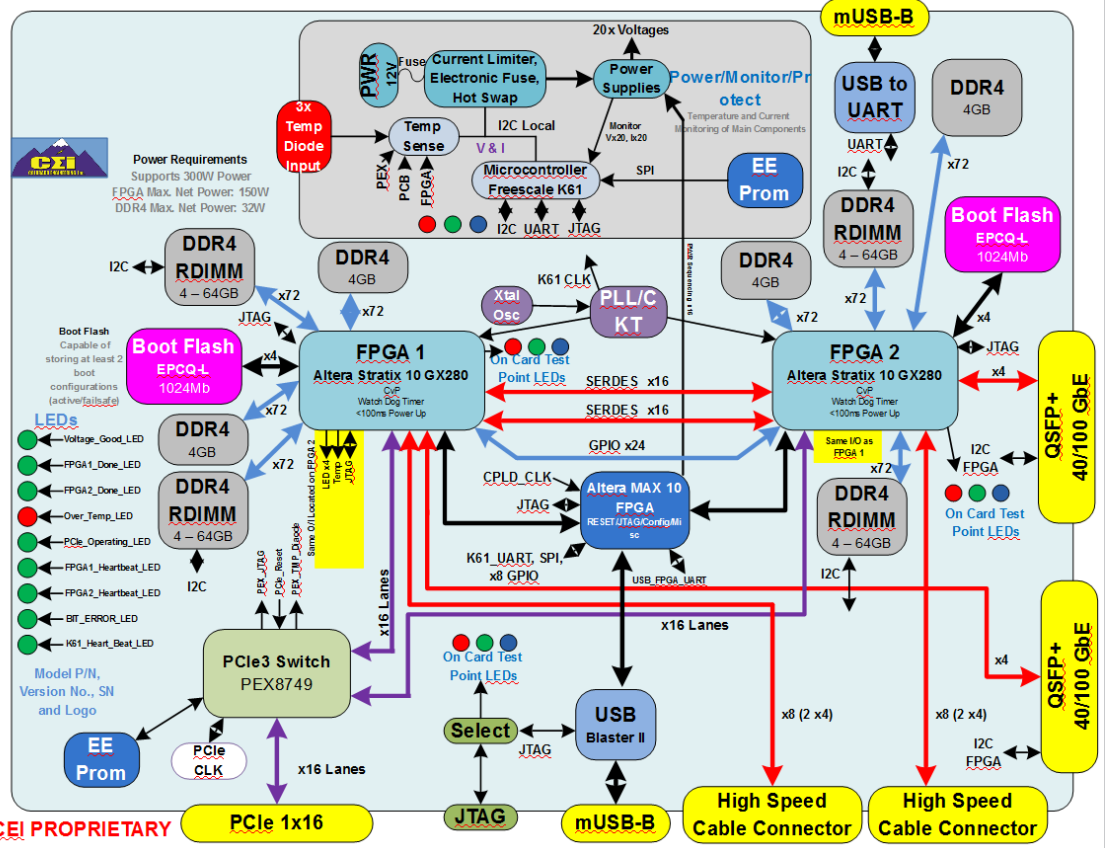 mUSB-B
20x Voltages
PWR
12V
Fuse
Current Limiter,
Electronic Fuse,
Hot Swap
Power
Supplies
Power/Monitor/Pr
otect
Temperature and Current
Monitoring of Main Components
USB to
UART
DDR4
4GB
3x
Temp
Diode
Input
Temp
Sense
I2C Local
V & I
Monitor
Vx20, Ix20
UART
x72
CEi
Power Requirements
Supports 300W Power
FPGA Max. Net Power: 150W
DDR4 Max. Net Power: 32W
PEX
PCB
FPGA
Microcontroller
Freescale K61
SPI
EE
Prom
I2C
I2C
UART
JTAG
DDR4
RDIMM
4 – 64GB
Boot Flash
EPCQ-L
1024Mb
DDR4
RDIMM
4 – 64GB
I2C
DDR4
4GB
K61 CLK
DDR4
4GB
x72
x72
x72
x72
x4
Xtal
Osc
PLL/C
KT
JTAG
Boot Flash
Capable of
storing at least 2
boot
configurations
(active/failsafe)
Boot Flash
EPCQ-L
1024Mb
x4
FPGA 1
Altera Stratix 10 GX280
CvP
Watch Dog Timer
<100ms Power Up
On Card Test
Point LEDs
FPGA 2
Altera Stratix 10 GX280
CvP
Watch Dog Timer
<100ms Power Up
JTAG
x4
QSFP+
40/100 GbE
SERDES x16
SERDES x16
GPIO x24
x72
x72
LEDs
Voltage_Good_LED
FPGA1_Done_LED
FPGA2_Done_LED
Over_Temp_LED
PCIe_Operating_LED
FPGA1_Heartbeat_LED
FPGA2_Heartbeat_LED
BIT_ERROR_LED
K61_Heart_Beat_LED
DDR4
4GB
DDR4
RDIMM
4 – 64GB
I2C
Same 0/I Located on FPGA 2
LED x4
Temp
JTAG
Same I/O as
FPGA 1
x72
I2C
FPGA
On Card Test
Point LEDs
CPLD_CLK
JTAG
Altera MAX 10
FPGA
RESET/JTAG/Config/Mi
sc
K61_UART, SPI,
x8 GPIO
USB_FPGA_UART
DDR4
RDIMM
4 – 64GB
I2C
PEX_JTAG
PCIe_Reset
PEX_TMP_Diaode
x16 Lanes
x16 Lanes
x4
QSFP+
40/100 GbE
I2C
FPGA
PCIe3 Switch
PEX8749
On Card Test
Point LEDs
Model P/N,
Version No., SN
and Logo
EE
Prom
PCIe
CLK
x16 Lanes
Select
JTAG
USB
Blaster II
x8 (2 x4)
x8 (2 x4)
CEI PROPRIETARY
PCIe 1x16
JTAG
mUSB-B
High Speed
Cable Connector
High Speed
Cable Connector